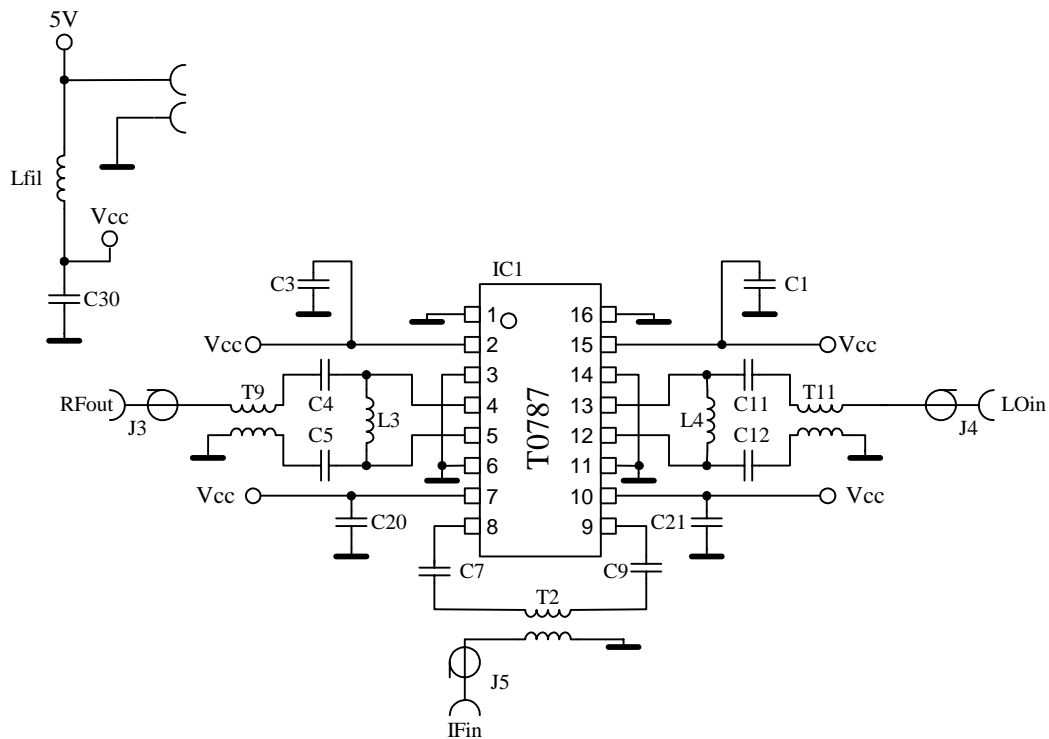 5V
Lfil
Vcc
C30
C3
IC1
C1
1
16
Vcc
2
15
Vcc
3
14
RFout
J3
T9
C4
4
13
C11
T11
J4
LOin
C5
L3
5
12
L4
C12
T0787
6
11
Vcc
7
10
Vcc
C20
8
9
C21
C7
C9
T2
J5
IFin